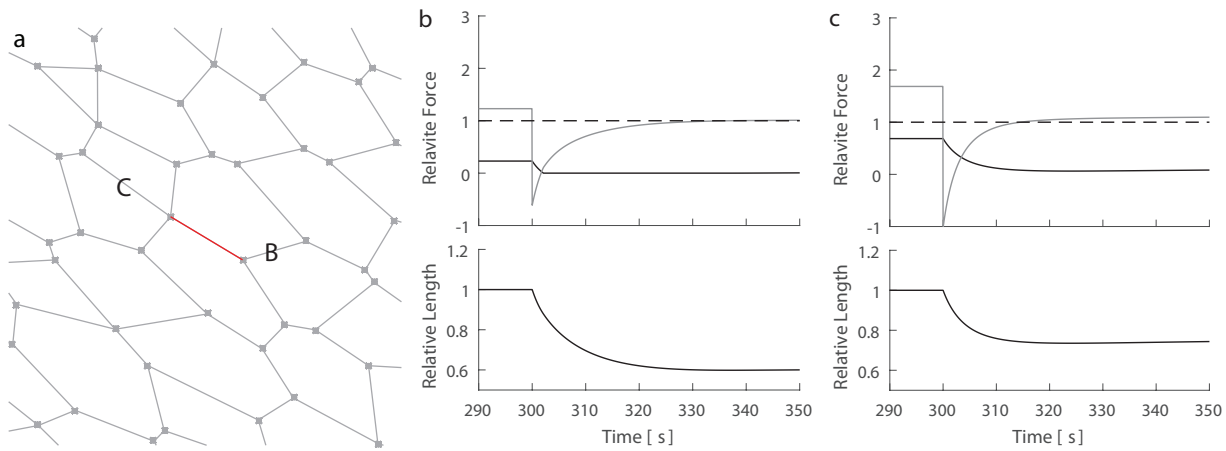 a
C
B
b
Relavite Force
3
2
1
0
-1
Relative Length
1.2
1
0.8
0.6
290 300 310 320 330 340 350
Time [ s]
c
Relavite Force
3
2
1
0
-1
Relative Length
1.2
1
0.8
0.6
290 300 310 320 330 340 350
Time [ s]